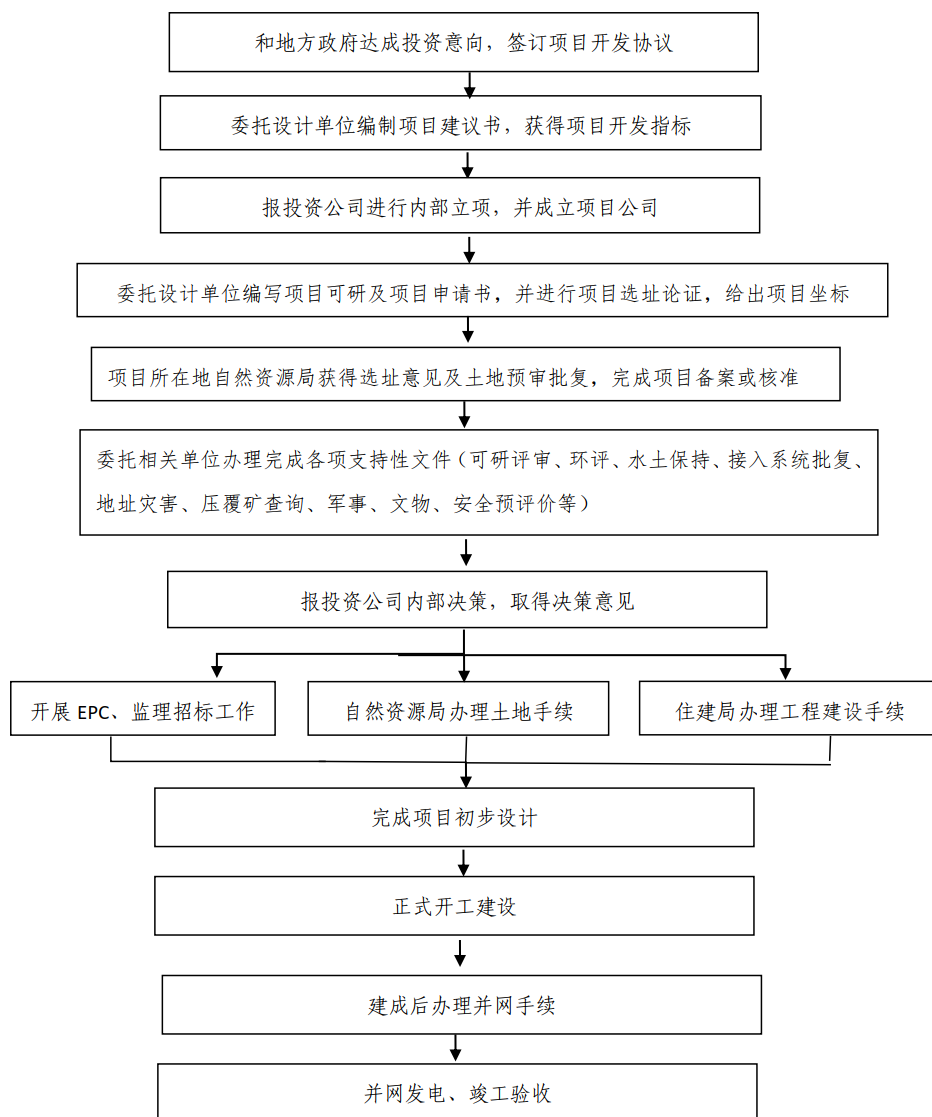 和地方政府达成投资意向，签订项目开发协议
委托设计单位编制项目建议书，获得项目开发指标
报投资公司进行内部立项，并成立项目公司
委托设计单位编写项目可研及项目申请书，并进行项目选址论证，给出项目坐标
项目所在地自然资源局获得选址意见及土地预审批复，完成项目备案或核准
委托相关单位办理完成各项支持性文件（可研评审、环评、水土保持、接入系统批复、
地址灾害、压覆矿查询、军事、文物、安全预评价等）
报投资公司内部决策，取得决策意见
开展 EPC、监理招标工作
自然资源局办理土地手续
住建局办理工程建设手续
完成项目初步设计
正式开工建设
建成后办理并网手续
并网发电、竣工验收